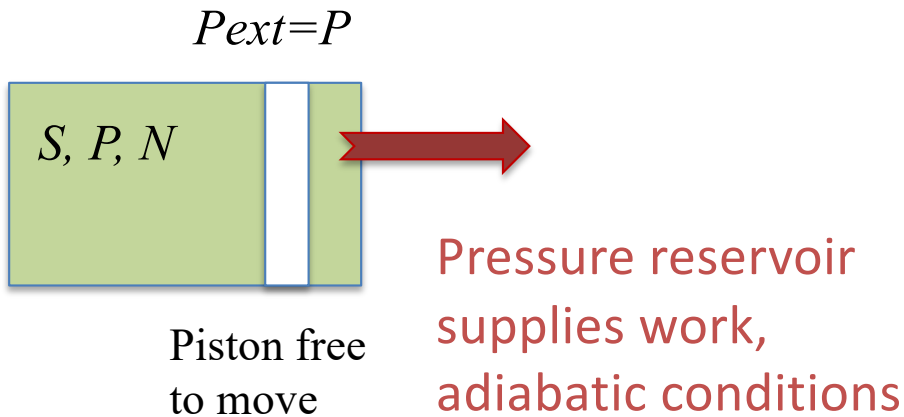 Pext=P
S, P, N
Pressure reservoir
supplies work,
adiabatic conditions
Piston free
to move